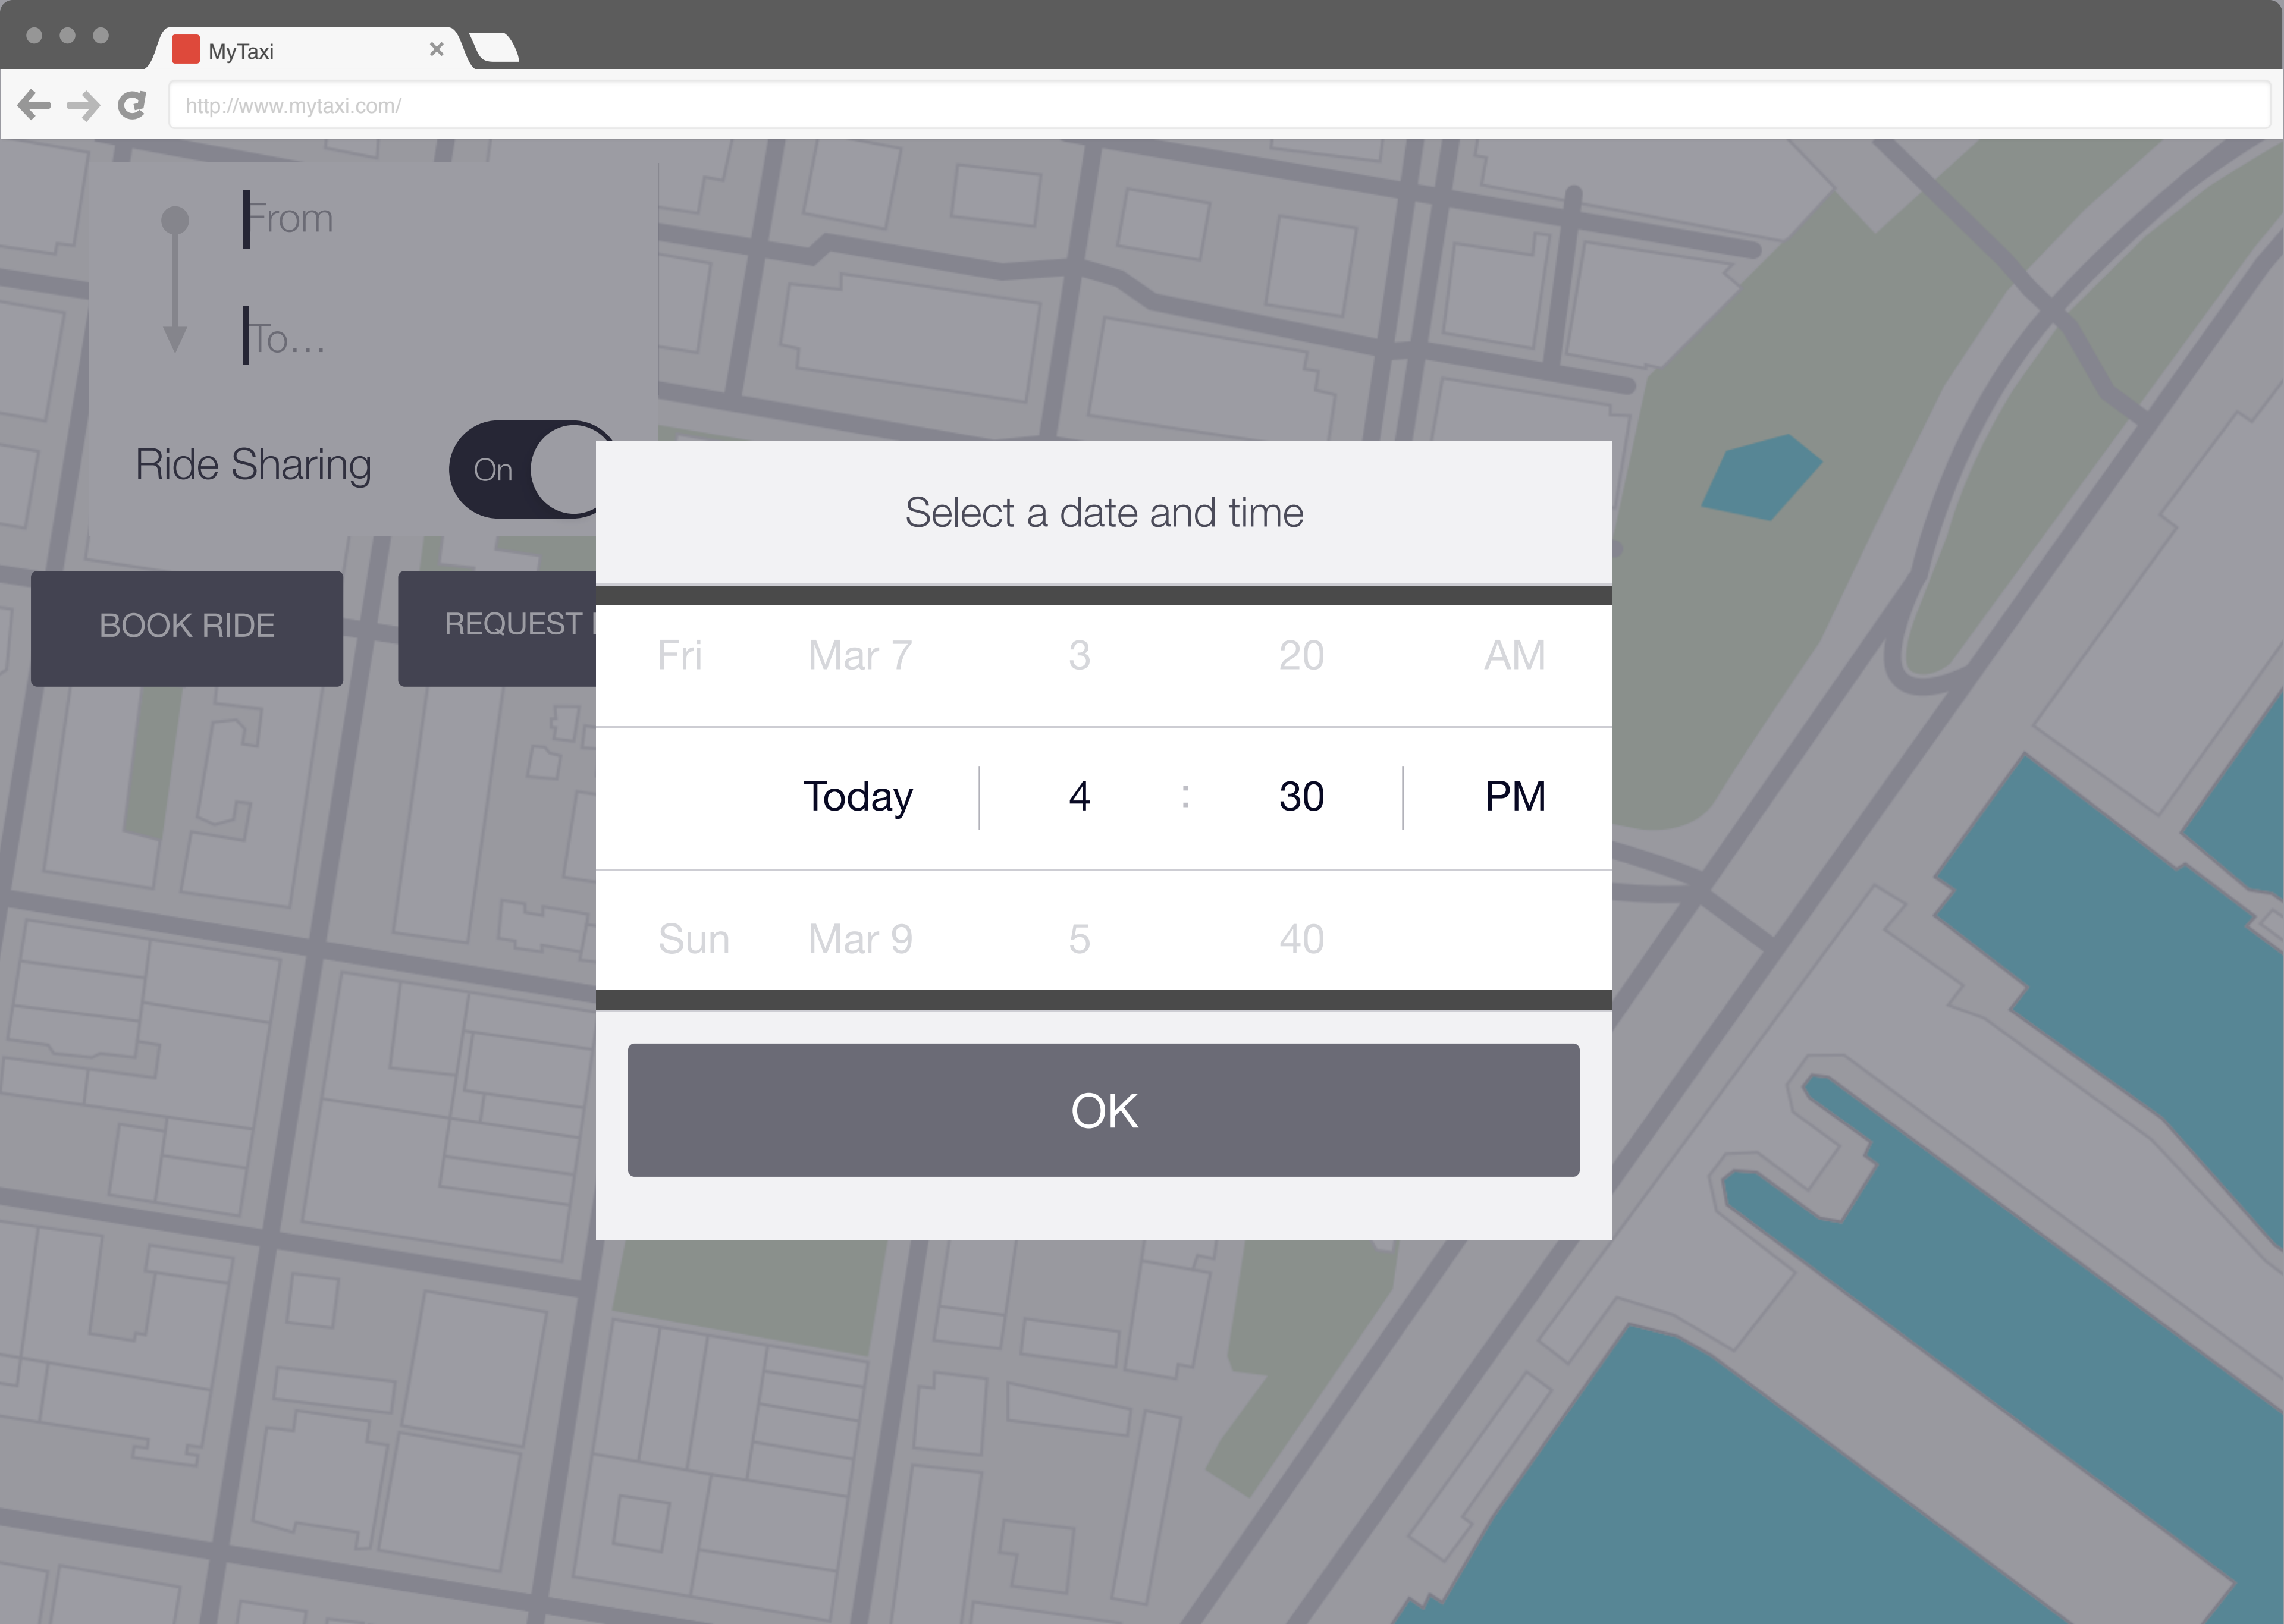 MyTaxi
http://www.mytaxi.com/
From
To...
Ride Sharing On
BOOK RIDE
REQUEST
Select a date and time
Fri Mar 7 3 20 AM
Today 4 : 30 PM
Sun Mar 9 5 40
OK